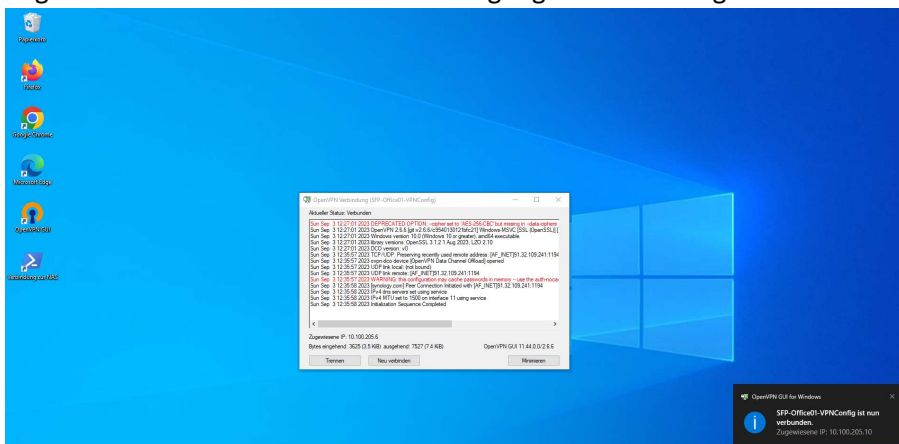 Papierkorb
Firefox
Google Chrome
Microsoft Edge
OpenVPN GUI
OpenVPN Verbindung (SFP-Office01-VPNConfig)
Aktueller Status: Verbunden
Sun Sep 3 12:27:01 2023 DEPRECATED OPTION: --cipher set to 'AES-256-CBC' but missing in --data-ciphers
Sun Sep 3 12:27:01 2023 OpenVPN 2.6.6 Windows-MSVC [SSL (OpenSSL)] [
Sun Sep 3 12:27:01 2023 Windows version 10.0 (Windows 10 or greater), amd64 executable
Sun Sep 3 12:27:01 2023 library versions: OpenSSL 3.1.2 1 Aug 2023, LZO 2.10
Sun Sep 3 12:27:01 2023 DCO version: v0
Sun Sep 3 12:35:57 2023 TCP/UDP: Preserving recently used remote address: [AF_INET]91.32.109.241:1194
Sun Sep 3 12:35:57 2023 ovpn-dco device [OpenVPN Data Channel Offload] opened
Sun Sep 3 12:35:57 2023 UDP link local: (not bound)
Sun Sep 3 12:35:57 2023 UDP link remote: [AF_INET]91.32.109.241:1194
Sun Sep 3 12:35:57 2023 WARNING: this configuration may cache passwords in memory -- use the auth-nocac
Sun Sep 3 12:35:58 2023 [synology.com] Peer Connection Initiated with [AF_INET]91.32.109.241:1194
Sun Sep 3 12:35:58 2023 IPv4 dns servers set using service
Sun Sep 3 12:35:58 2023 IPv4 MTU set to 1500 on interface 11 using service
Sun Sep 3 12:35:58 2023 Initialization Sequence Completed
Zugewiesene IP: 10.100.205.6
Bytes eingehend: 3625 (3.5 KiB) ausgehend: 7527 (7.4 KiB)
OpenVPN GUI 11.44.0.0/2.6.6
Trennen
Neu verbinden
Minimieren
OpenVPN GUI for Windows
SFP-Office01-VPNConfig ist nun
verbunden.
Zugewiesene IP: 10.100.205.10